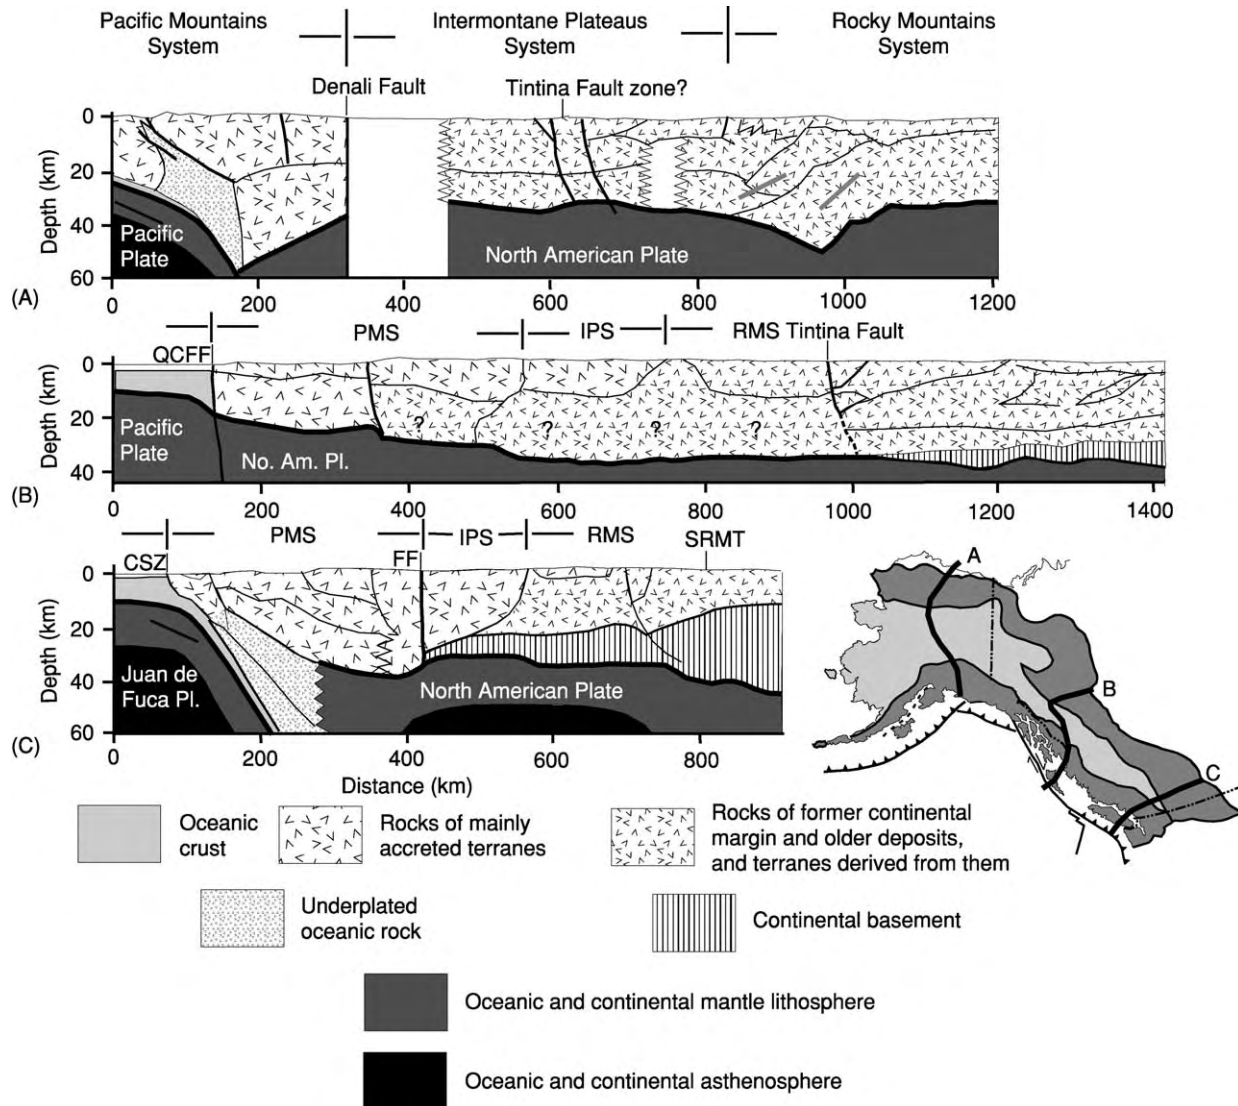 Pacific Mountains System
Intermontane Plateaus System
Rocky Mountains System
Denali Fault
Tintina Fault zone?
0
20
40
60
Depth (km)
Pacific Plate
North American Plate
(A)
0
200
400
600
800
1000
1200
QCFF
PMS
IPS
RMS
Tintina Fault
0
20
40
Depth (km)
Pacific Plate
No. Am. Pl.
?
?
?
?
(B)
0
200
400
600
800
1000
1200
1400
CSZ
PMS
FF
IPS
RMS
SRMT
0
20
40
60
Depth (km)
Juan de Fuca Pl.
North American Plate
(C)
0
200
400
600
800
Distance (km)
A
B
C
Oceanic crust
Rocks of mainly accreted terranes
Rocks of former continental margin and older deposits, and terranes derived from them
Underplated oceanic rock
Continental basement
Oceanic and continental mantle lithosphere
Oceanic and continental asthenosphere